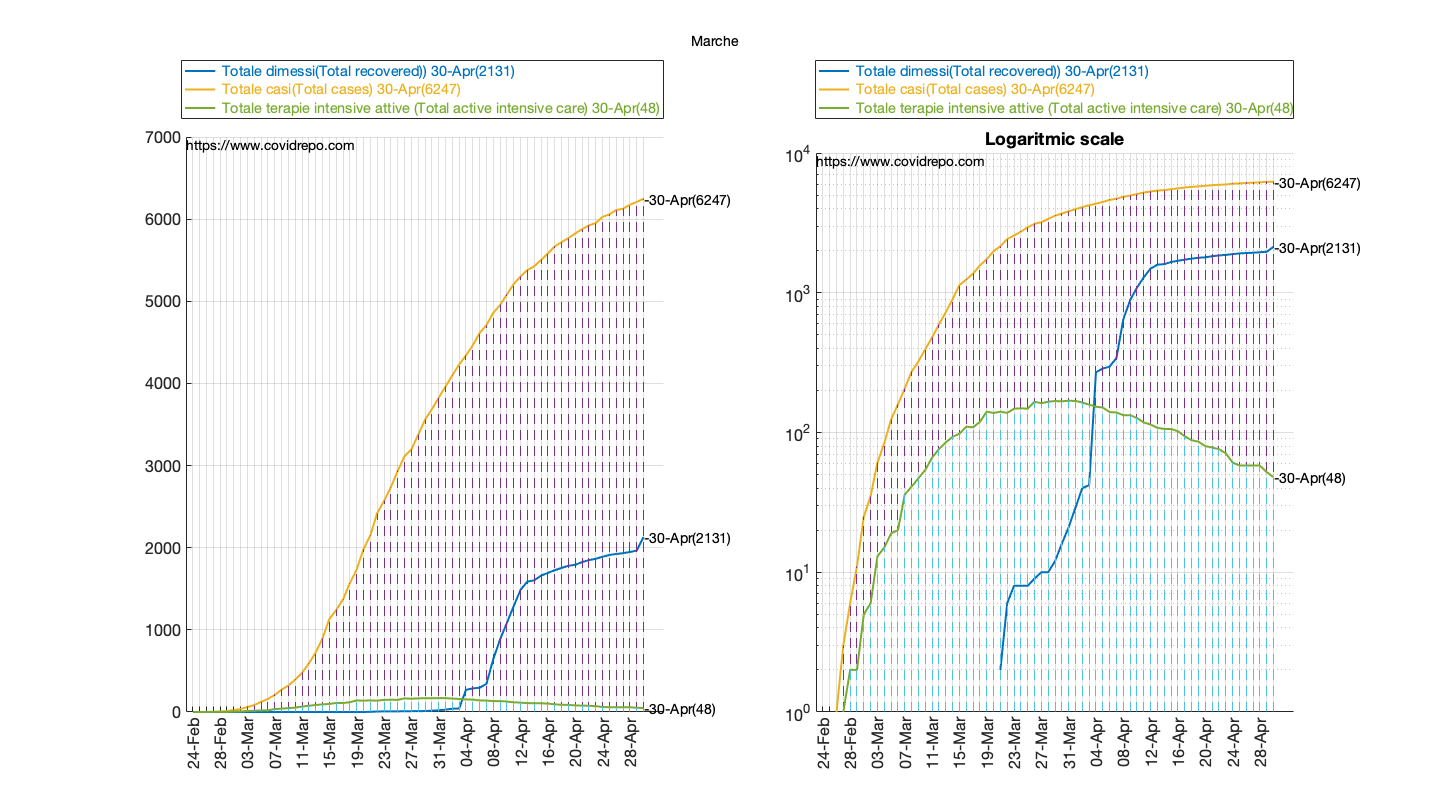 Marche
Totale dimessi(Total recovered)) 30-Apr(2131)
Totale casi(Total cases) 30-Apr(6247)
Totale terapie intensive attive (Total active intensive care) 30-Apr(48)
7000
https://www.covidrepo.com
6000
5000
4000
3000
2000
1000
0
-30-Apr(6247)
-30-Apr(2131)
-30-Apr(48)
24-Feb
28-Feb
03-Mar
07-Mar
11-Mar
15-Mar
19-Mar
23-Mar
27-Mar
31-Mar
04-Apr
08-Apr
12-Apr
16-Apr
20-Apr
24-Apr
28-Apr
Totale dimessi(Total recovered)) 30-Apr(2131)
Totale casi(Total cases) 30-Apr(6247)
Totale terapie intensive attive (Total active intensive care) 30-Apr(48)
Logaritmic scale
10^4
https://www.covidrepo.com
10^3
10^2
10^1
10^0
-30-Apr(6247)
-30-Apr(2131)
-30-Apr(48)
24-Feb
28-Feb
03-Mar
07-Mar
11-Mar
15-Mar
19-Mar
23-Mar
27-Mar
31-Mar
04-Apr
08-Apr
12-Apr
16-Apr
20-Apr
24-Apr
28-Apr